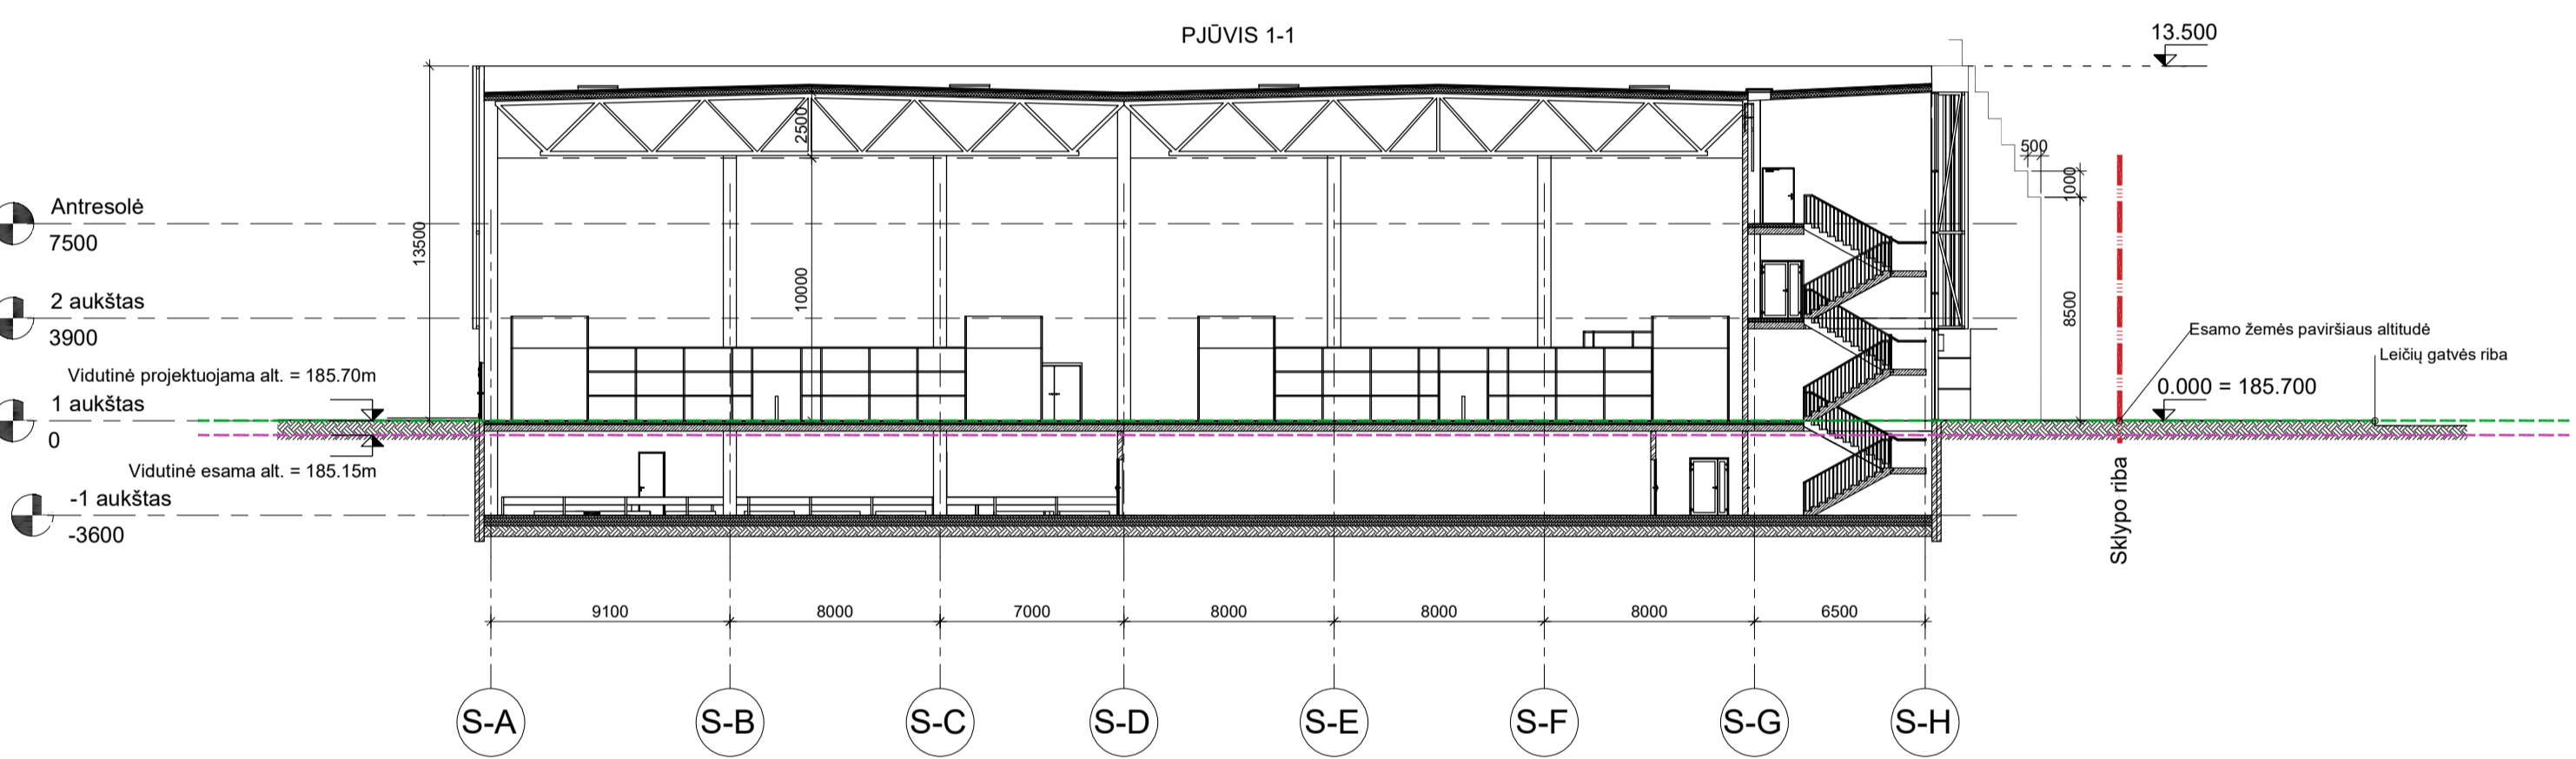 PJŪVIS 1-1
13.500
2500
500
1000
Antresolė
7500
13500
10000
8500
2 aukštas
3900
Esamo žemės paviršiaus altitudė
Leičių gatvės riba
Vidutinė projektuojama alt. = 185.70m
0.000 = 185.700
1 aukštas
0
Vidutinė esama alt. = 185.15m
-1 aukštas
-3600
Sklypo riba
9100
8000
7000
8000
8000
8000
6500
S-A
S-B
S-C
S-D
S-E
S-F
S-G
S-H